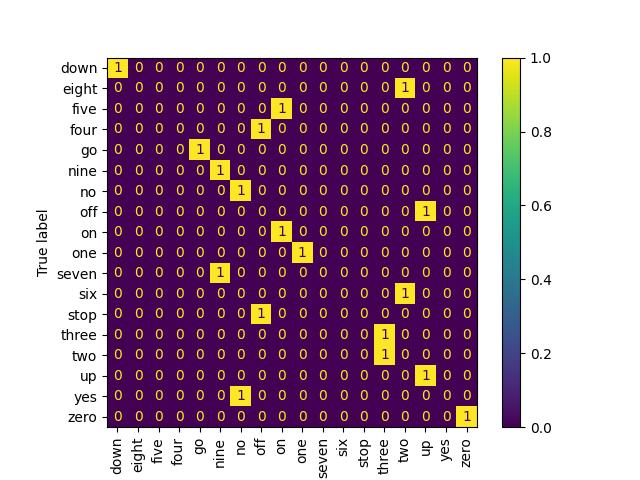 True label
down 1 0 0 0 0 0 0 0 0 0 0 0 0 0 0 0 0 0 1.0
eight 0 0 0 0 0 0 0 0 0 0 0 0 0 0 1 0 0 0
five 0 0 0 0 0 0 0 0 1 0 0 0 0 0 0 0 0 0
four 0 0 0 0 0 0 0 1 0 0 0 0 0 0 0 0 0 0 0.8
go 0 0 0 0 1 0 0 0 0 0 0 0 0 0 0 0 0 0
nine 0 0 0 0 0 1 0 0 0 0 0 0 0 0 0 0 0 0
no 0 0 0 0 0 0 1 0 0 0 0 0 0 0 0 0 0 0
off 0 0 0 0 0 0 0 0 0 0 0 0 0 0 0 1 0 0 0.6
on 0 0 0 0 0 0 0 0 1 0 0 0 0 0 0 0 0 0
one 0 0 0 0 0 0 0 0 0 1 0 0 0 0 0 0 0 0
seven 0 0 0 0 0 1 0 0 0 0 0 0 0 0 0 0 0 0 0.4
six 0 0 0 0 0 0 0 0 0 0 0 0 0 0 1 0 0 0
stop 0 0 0 0 0 0 0 1 0 0 0 0 0 0 0 0 0 0
three 0 0 0 0 0 0 0 0 0 0 0 0 0 1 0 0 0 0
two 0 0 0 0 0 0 0 0 0 0 0 0 0 1 0 0 0 0 0.2
up 0 0 0 0 0 0 0 0 0 0 0 0 0 0 0 1 0 0
yes 0 0 0 0 0 0 1 0 0 0 0 0 0 0 0 0 0 0
zero 0 0 0 0 0 0 0 0 0 0 0 0 0 0 0 0 0 1 0.0
down eight five four go nine no off on one seven six stop three two up yes zero